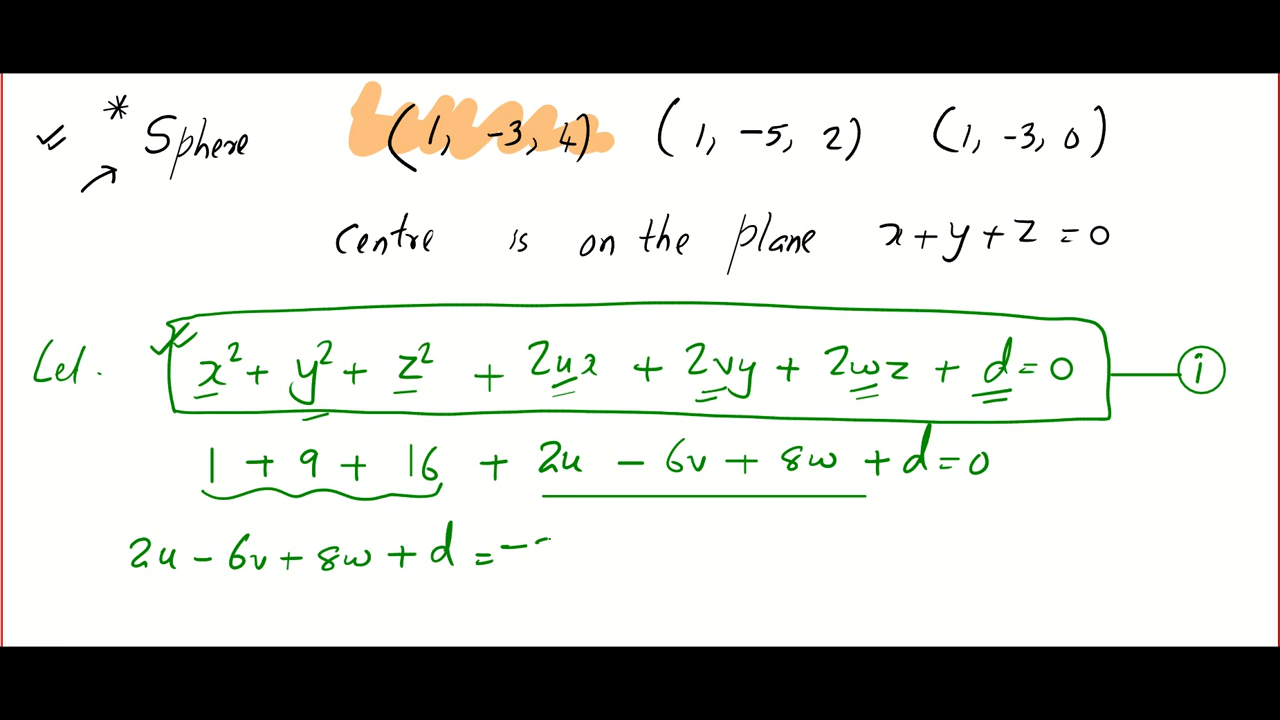 * Sphere (1, -3, 4) (1, -5, 2) (1, -3, 0)
centre is on the plane x+y+z=0
Let. x² + y² + z² + 2ux + 2vy + 2wz + d = 0 — i
1 + 9 + 16 + 2u - 6v + 8w + d = 0
2u - 6v + 8w + d = -